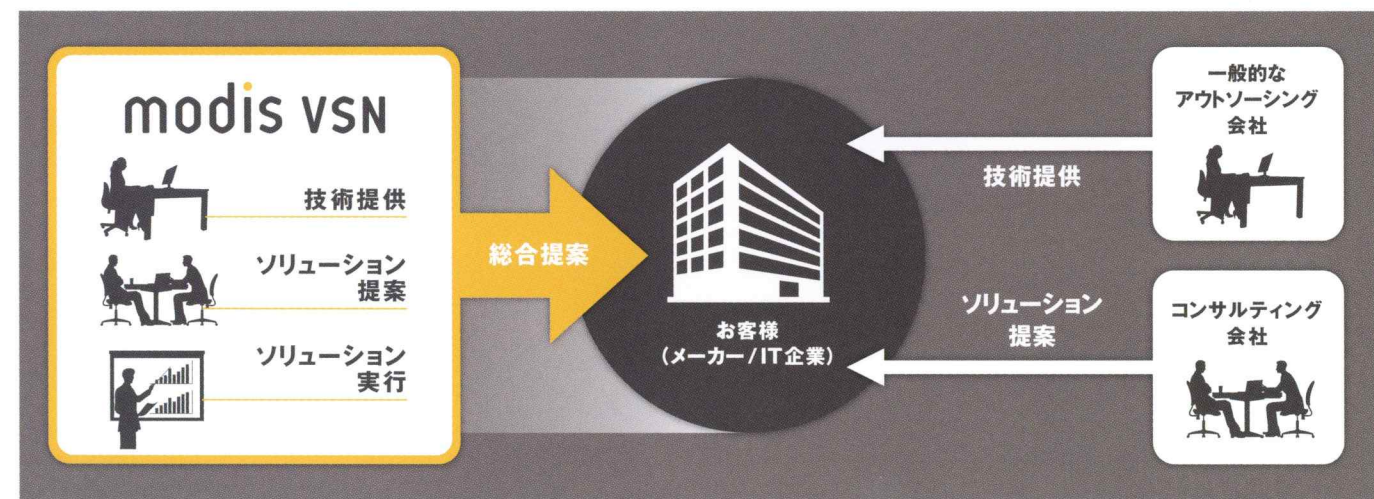 modis VSN
技術提供
ソリューション
提案
ソリューション
実行
総合提案
お客様
（メーカー/IT企業）
技術提供
ソリューション
提案
一般的な
アウトソーシング
会社
コンサルティング
会社